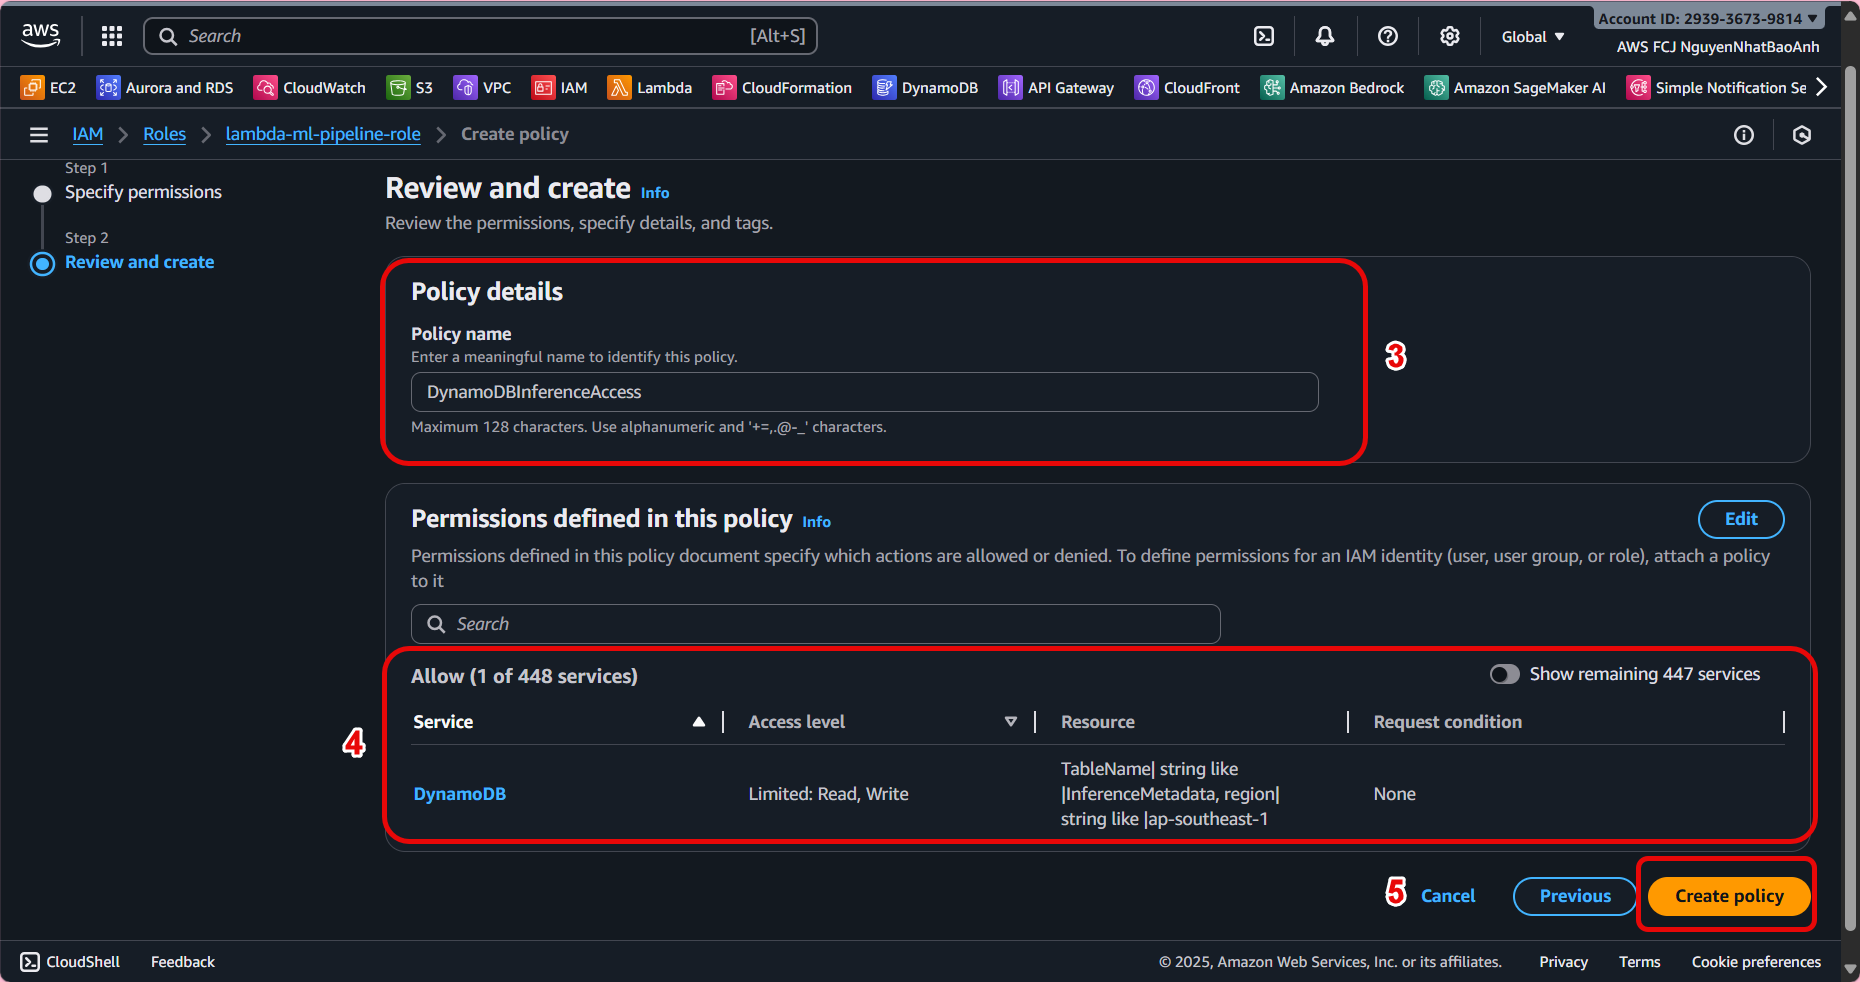 aws
Search
[Alt+S]
Global
Account ID: 2939-3673-9814
AWS FCJ NguyenNhatBaoAnh
EC2
Aurora and RDS
CloudWatch
S3
VPC
IAM
Lambda
CloudFormation
DynamoDB
API Gateway
CloudFront
Amazon Bedrock
Amazon SageMaker AI
Simple Notification Se
IAM
Roles
lambda-ml-pipeline-role
Create policy
Step 1
Specify permissions
Step 2
Review and create
Review and create Info
Review the permissions, specify details, and tags.
Policy details
Policy name
Enter a meaningful name to identify this policy.
DynamoDBInferenceAccess
Maximum 128 characters. Use alphanumeric and '+=,.@-_' characters.
3
Permissions defined in this policy Info
Edit
Permissions defined in this policy document specify which actions are allowed or denied. To define permissions for an IAM identity (user, user group, or role), attach a policy
to it
Search
4
Allow (1 of 448 services)
Show remaining 447 services
Service
Access level
Resource
Request condition
DynamoDB
Limited: Read, Write
TableName| string like
|InferenceMetadata, region|
string like |ap-southeast-1
None
5
Cancel
Previous
Create policy
CloudShell
Feedback
© 2025, Amazon Web Services, Inc. or its affiliates.
Privacy
Terms
Cookie preferences